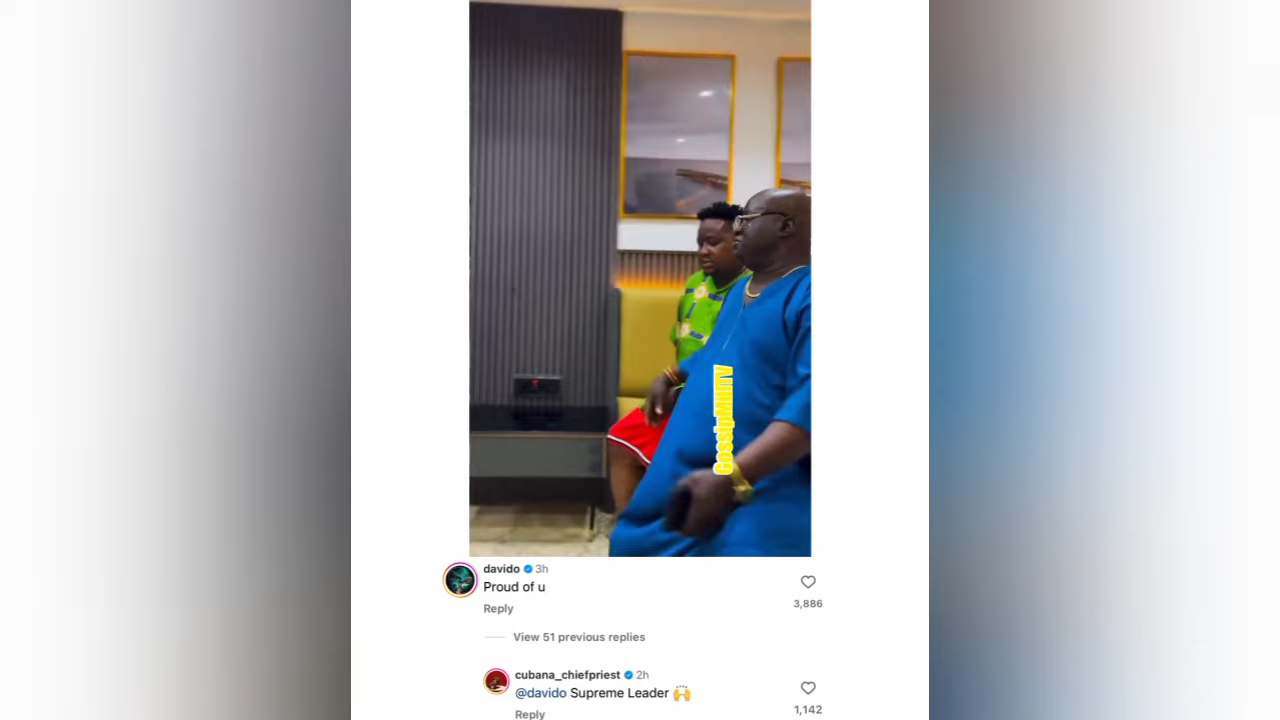 GossipMillTV
davido 3h
Proud of u
3,886
Reply
View 51 previous replies
cubana_chiefpriest 2h
@davido Supreme Leader 🙌
1,142
Reply